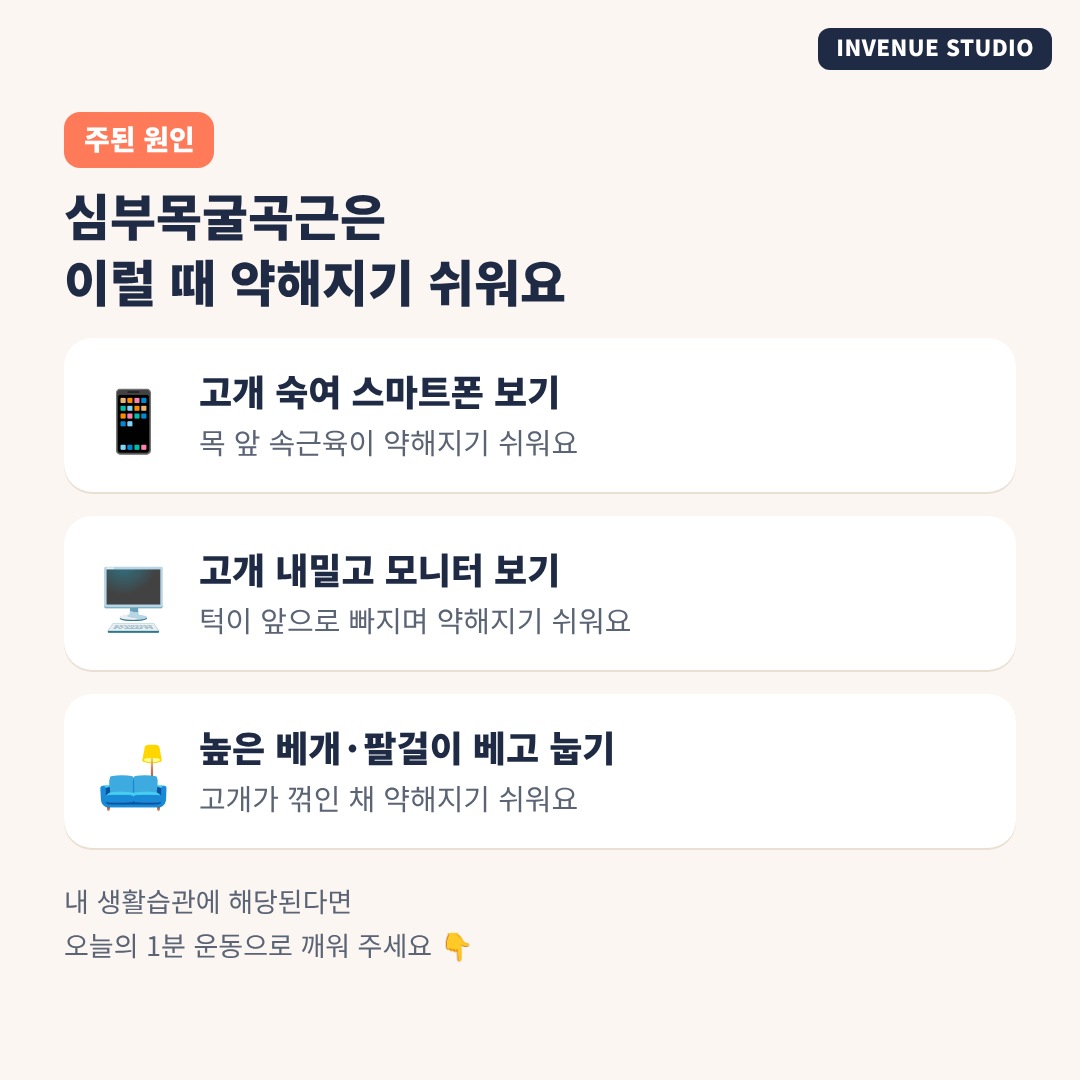 INVENUE STUDIO
주된 원인
심부목굴곡근은
이럴 때 약해지기 쉬워요
고개 숙여 스마트폰 보기
목 앞 속근육이 약해지기 쉬워요
고개 내밀고 모니터 보기
턱이 앞으로 빠지며 약해지기 쉬워요
높은 베개·팔걸이 베고 눕기
고개가 꺾인 채 약해지기 쉬워요
내 생활습관에 해당된다면
오늘의 1분 운동으로 깨워 주세요 👇